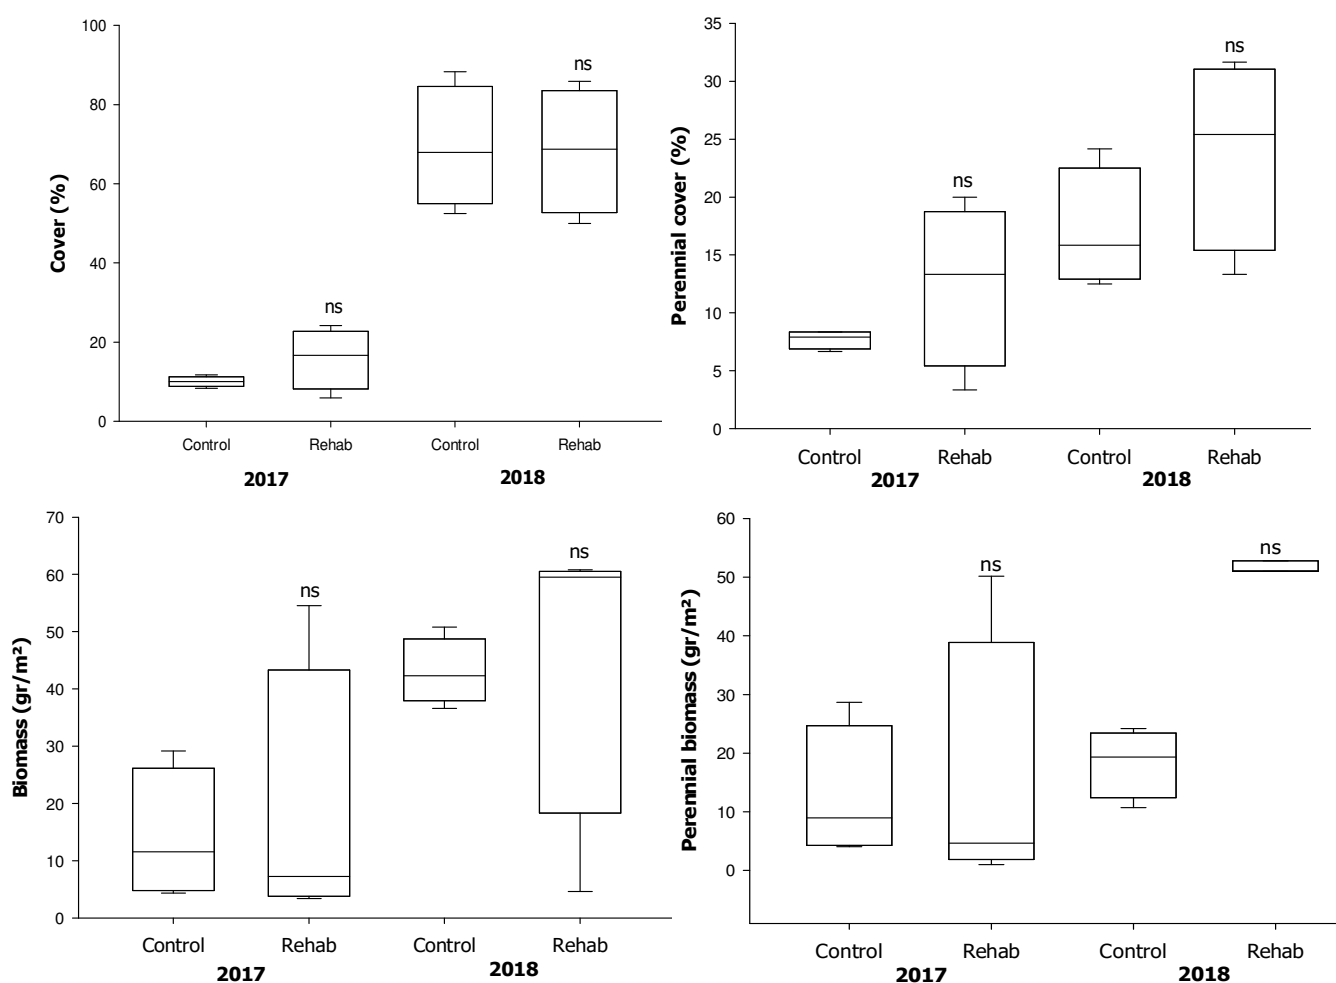 Cover (%)
100
80
60
40
20
0
ns
ns
Control
Rehab
Control
Rehab
2017
2018
Perennial cover (%)
35
30
25
20
15
10
5
0
ns
ns
Control
Rehab
Control
Rehab
2017
2018
Biomass (gr/m²)
70
60
50
40
30
20
10
0
ns
ns
Control
Rehab
Control
Rehab
2017
2018
Perennial biomass (gr/m²)
60
50
40
30
20
10
0
ns
ns
Control
Rehab
Control
Rehab
2017
2018